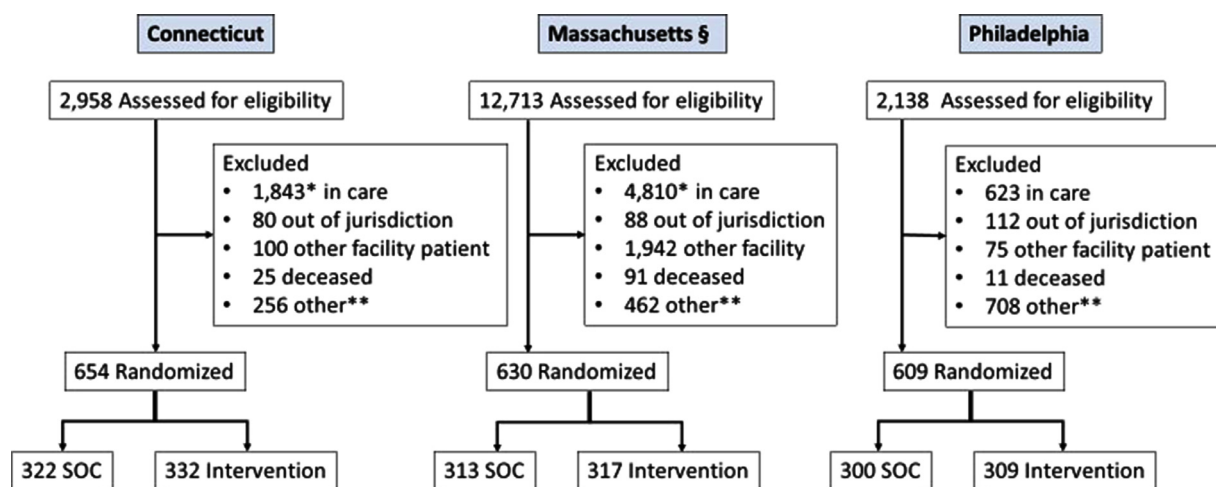 Connecticut
2,958 Assessed for eligibility
Excluded
• 1,843* in care
• 80 out of jurisdiction
• 100 other facility patient
• 25 deceased
• 256 other**
654 Randomized
322 SOC
332 Intervention
Massachusetts §
12,713 Assessed for eligibility
Excluded
• 4,810* in care
• 88 out of jurisdiction
• 1,942 other facility
• 91 deceased
• 462 other**
630 Randomized
313 SOC
317 Intervention
Philadelphia
2,138 Assessed for eligibility
Excluded
• 623 in care
• 112 out of jurisdiction
• 75 other facility patient
• 11 deceased
• 708 other**
609 Randomized
300 SOC
309 Intervention